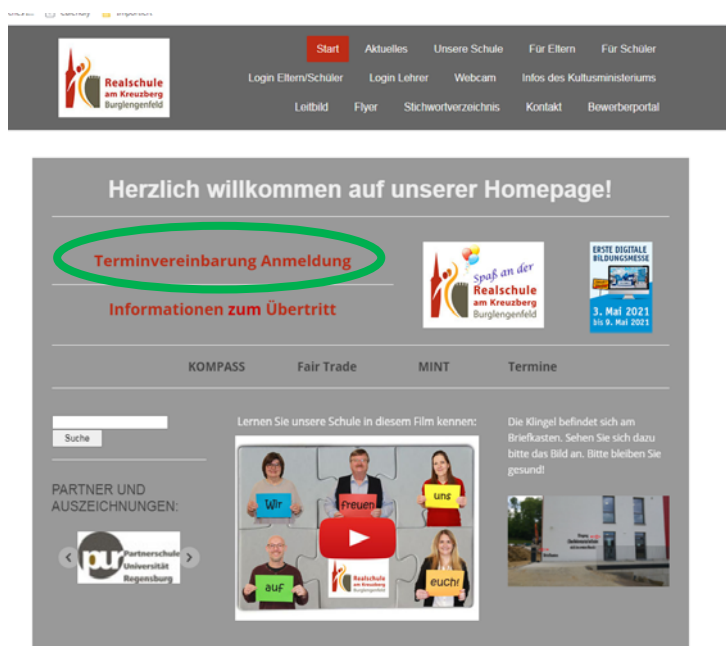 Importiert
Realschule
am Kreuzberg
Burglengenfeld
Start Aktuelles Unsere Schule Für Eltern Für Schüler
Login Eltern/Schüler Login Lehrer Webcam Infos des Kultusministeriums
Leitbild Flyer Stichwortverzeichnis Kontakt Bewerberportal
Herzlich willkommen auf unserer Homepage!
Terminvereinbarung Anmeldung
Informationen zum Übertritt
Spaß an der
Realschule
am Kreuzberg
Burglengenfeld
ERSTE DIGITALE
BILDUNGSMESSE
3. Mai 2021
bis 9. Mai 2021
KOMPASS Fair Trade MINT Termine
Suche
PARTNER UND
AUSZEICHNUNGEN:
pur Partnerschule
Universität
Regensburg
Lernen Sie unsere Schule in diesem Film kennen:
Wir
freuen
uns
auf
Realschule
am Kreuzberg
Burglengenfeld
euch!
Die Klingel befindet sich am
Briefkasten. Sehen Sie sich dazu
bitte das Bild an. Bitte bleiben Sie
gesund!